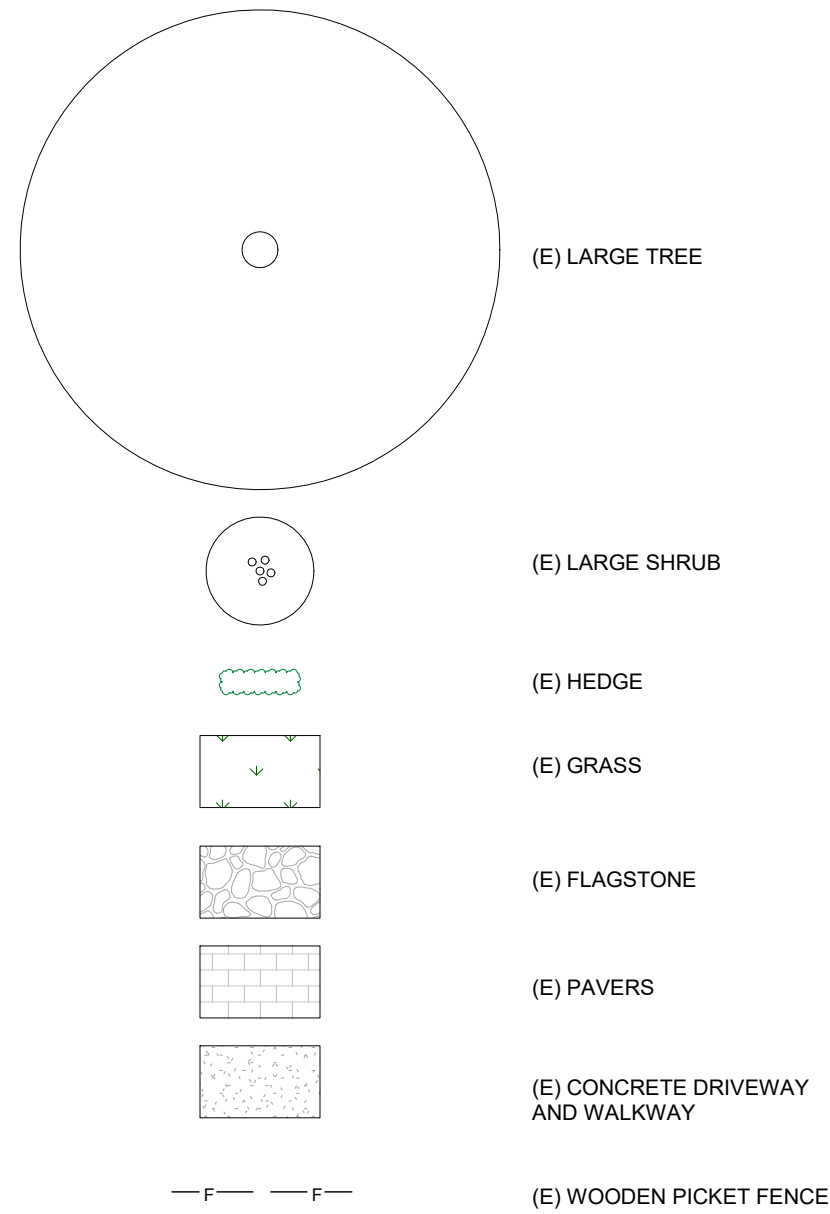 (E) LARGE TREE
(E) LARGE SHRUB
(E) HEDGE
(E) GRASS
(E) FLAGSTONE
(E) PAVERS
(E) CONCRETE DRIVEWAY
AND WALKWAY
F F (E) WOODEN PICKET FENCE